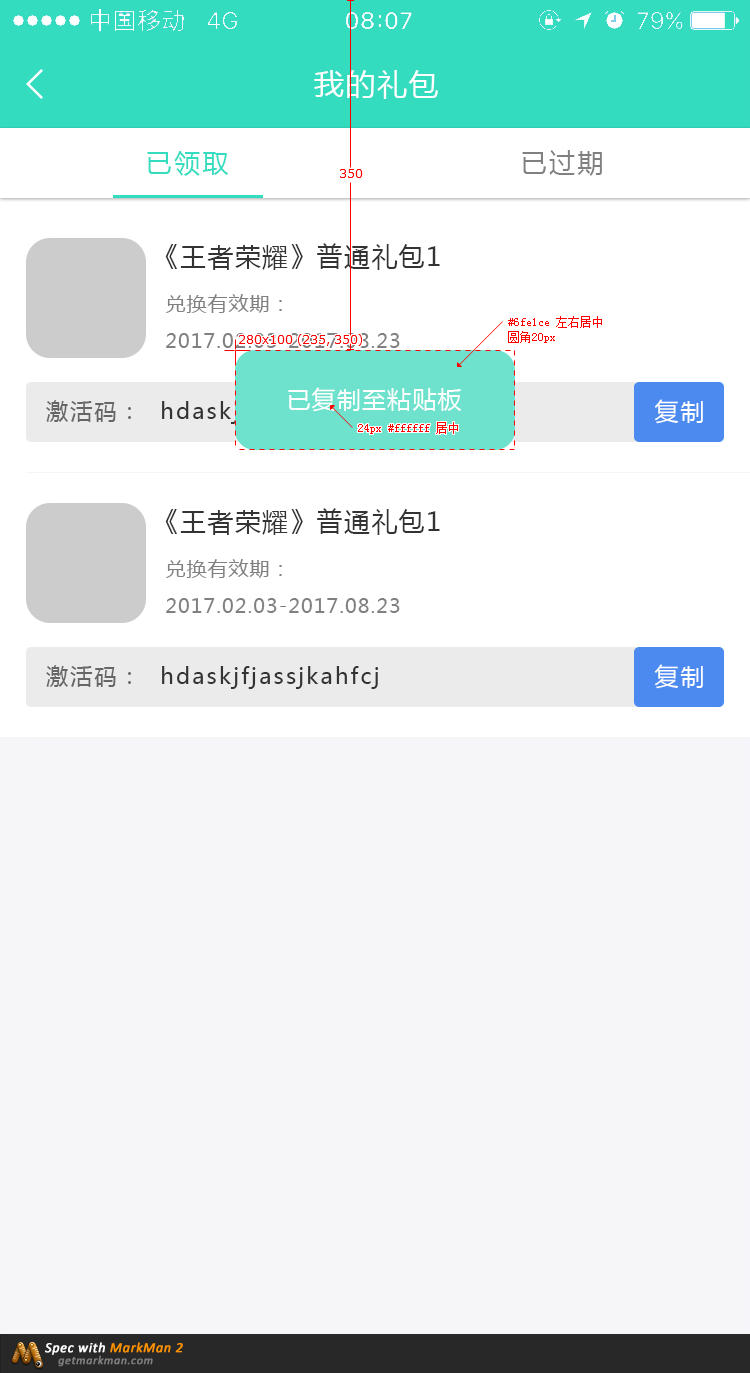 中国移动 4G 08:07 79%
我的礼包
已领取 已过期
350
《王者荣耀》普通礼包1
兑换有效期：
2017.02.03-2017.08.23
280x100 (235, 350)
#6fe1ce 左右居中
圆角20px
激活码： hdaskj
已复制至粘贴板
复制
24px #ffffff 居中
《王者荣耀》普通礼包1
兑换有效期：
2017.02.03-2017.08.23
激活码： hdaskjfjassjkahfcj
复制
Spec with MarkMan 2
getmarkman.com